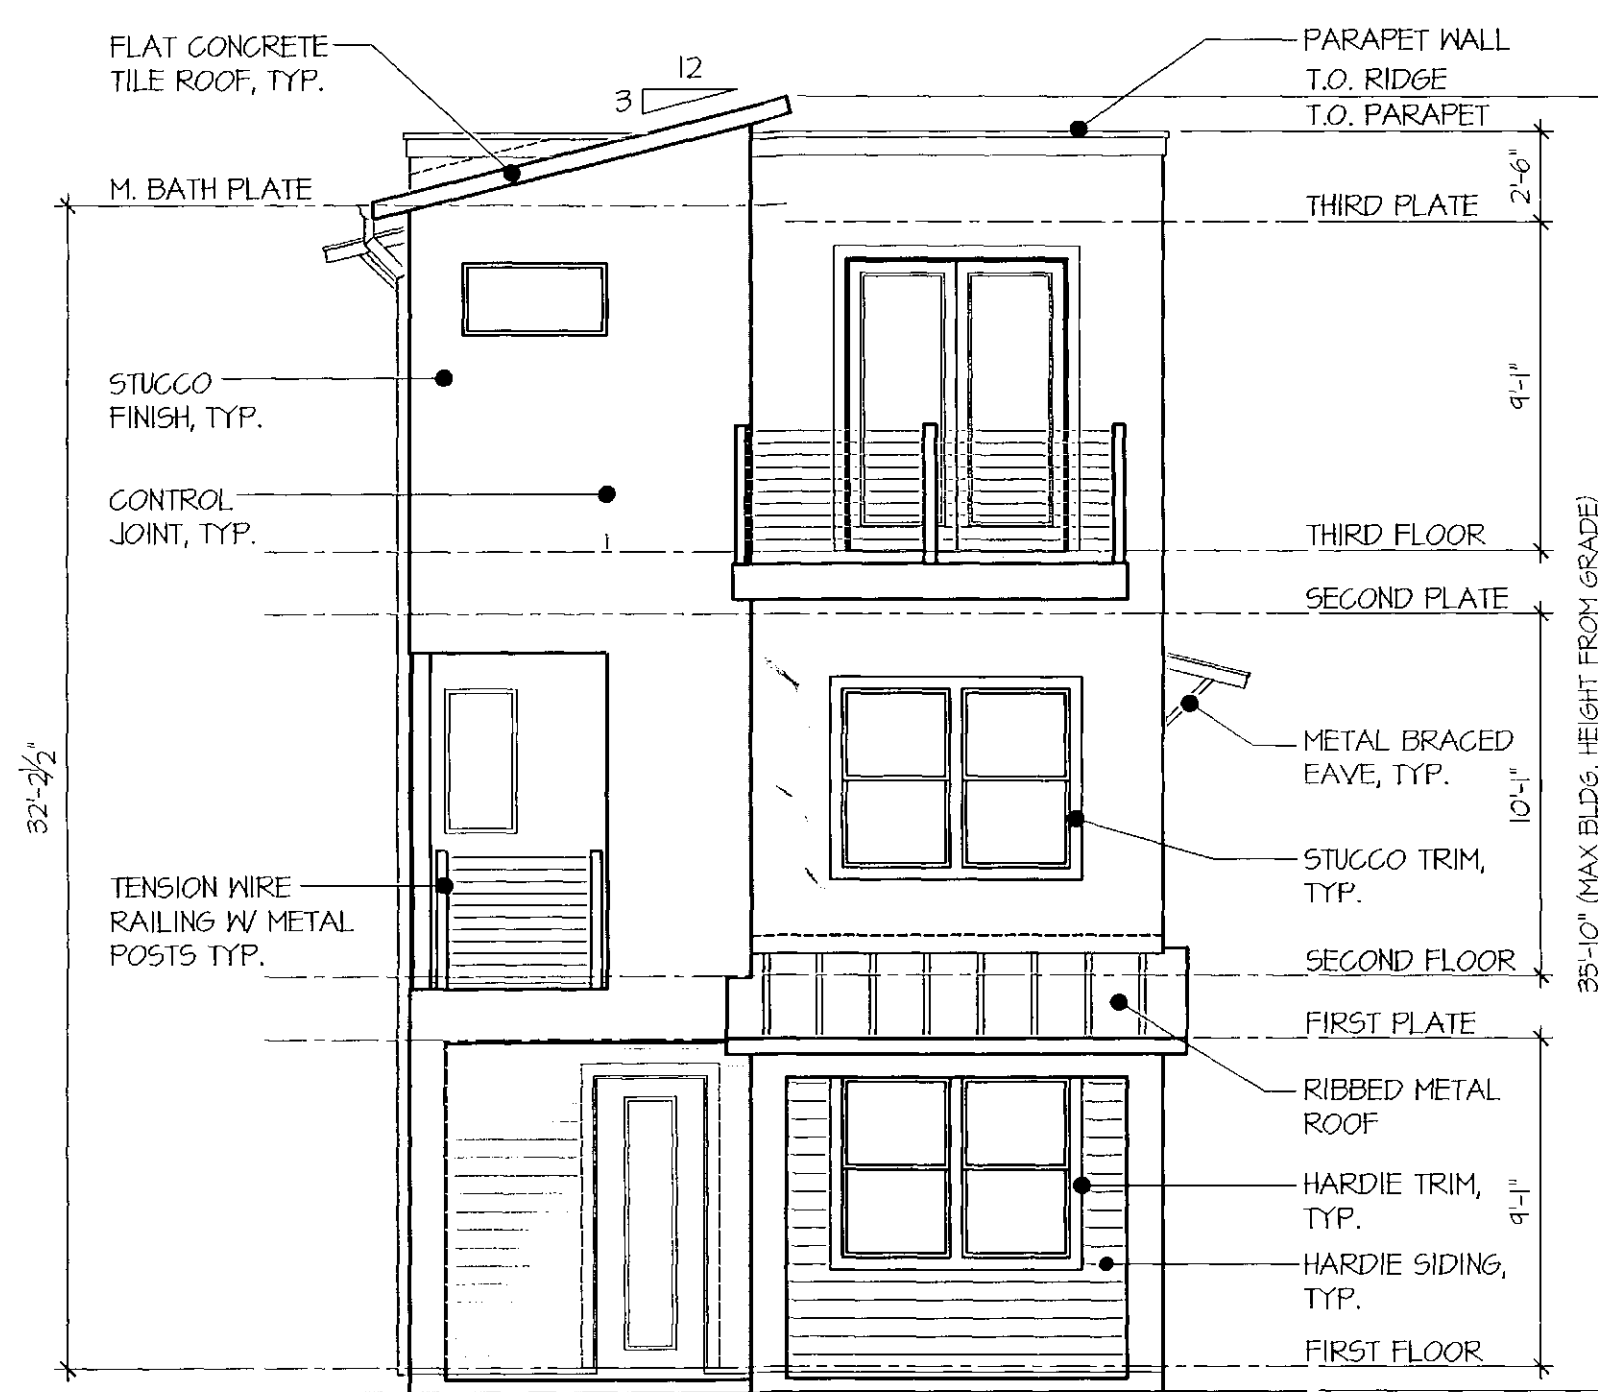 FLAT CONCRETE
TILE ROOF, TYP.
12
3
PARAPET WALL
T.O. RIDGE
T.O. PARAPET
M. BATH PLATE
2'-6"
THIRD PLATE
STUCCO
FINISH, TYP.
9'-1"
CONTROL
JOINT, TYP.
THIRD FLOOR
SECOND PLATE
35'-10" (MAX BLDG. HEIGHT FROM GRADE)
METAL BRACED
EAVE, TYP.
10'-1"
32'-2½"
STUCCO TRIM,
TYP.
TENSION WIRE
RAILING W/ METAL
POSTS TYP.
SECOND FLOOR
FIRST PLATE
RIBBED METAL
ROOF
HARDIE TRIM,
TYP.
9'-1"
HARDIE SIDING,
TYP.
FIRST FLOOR